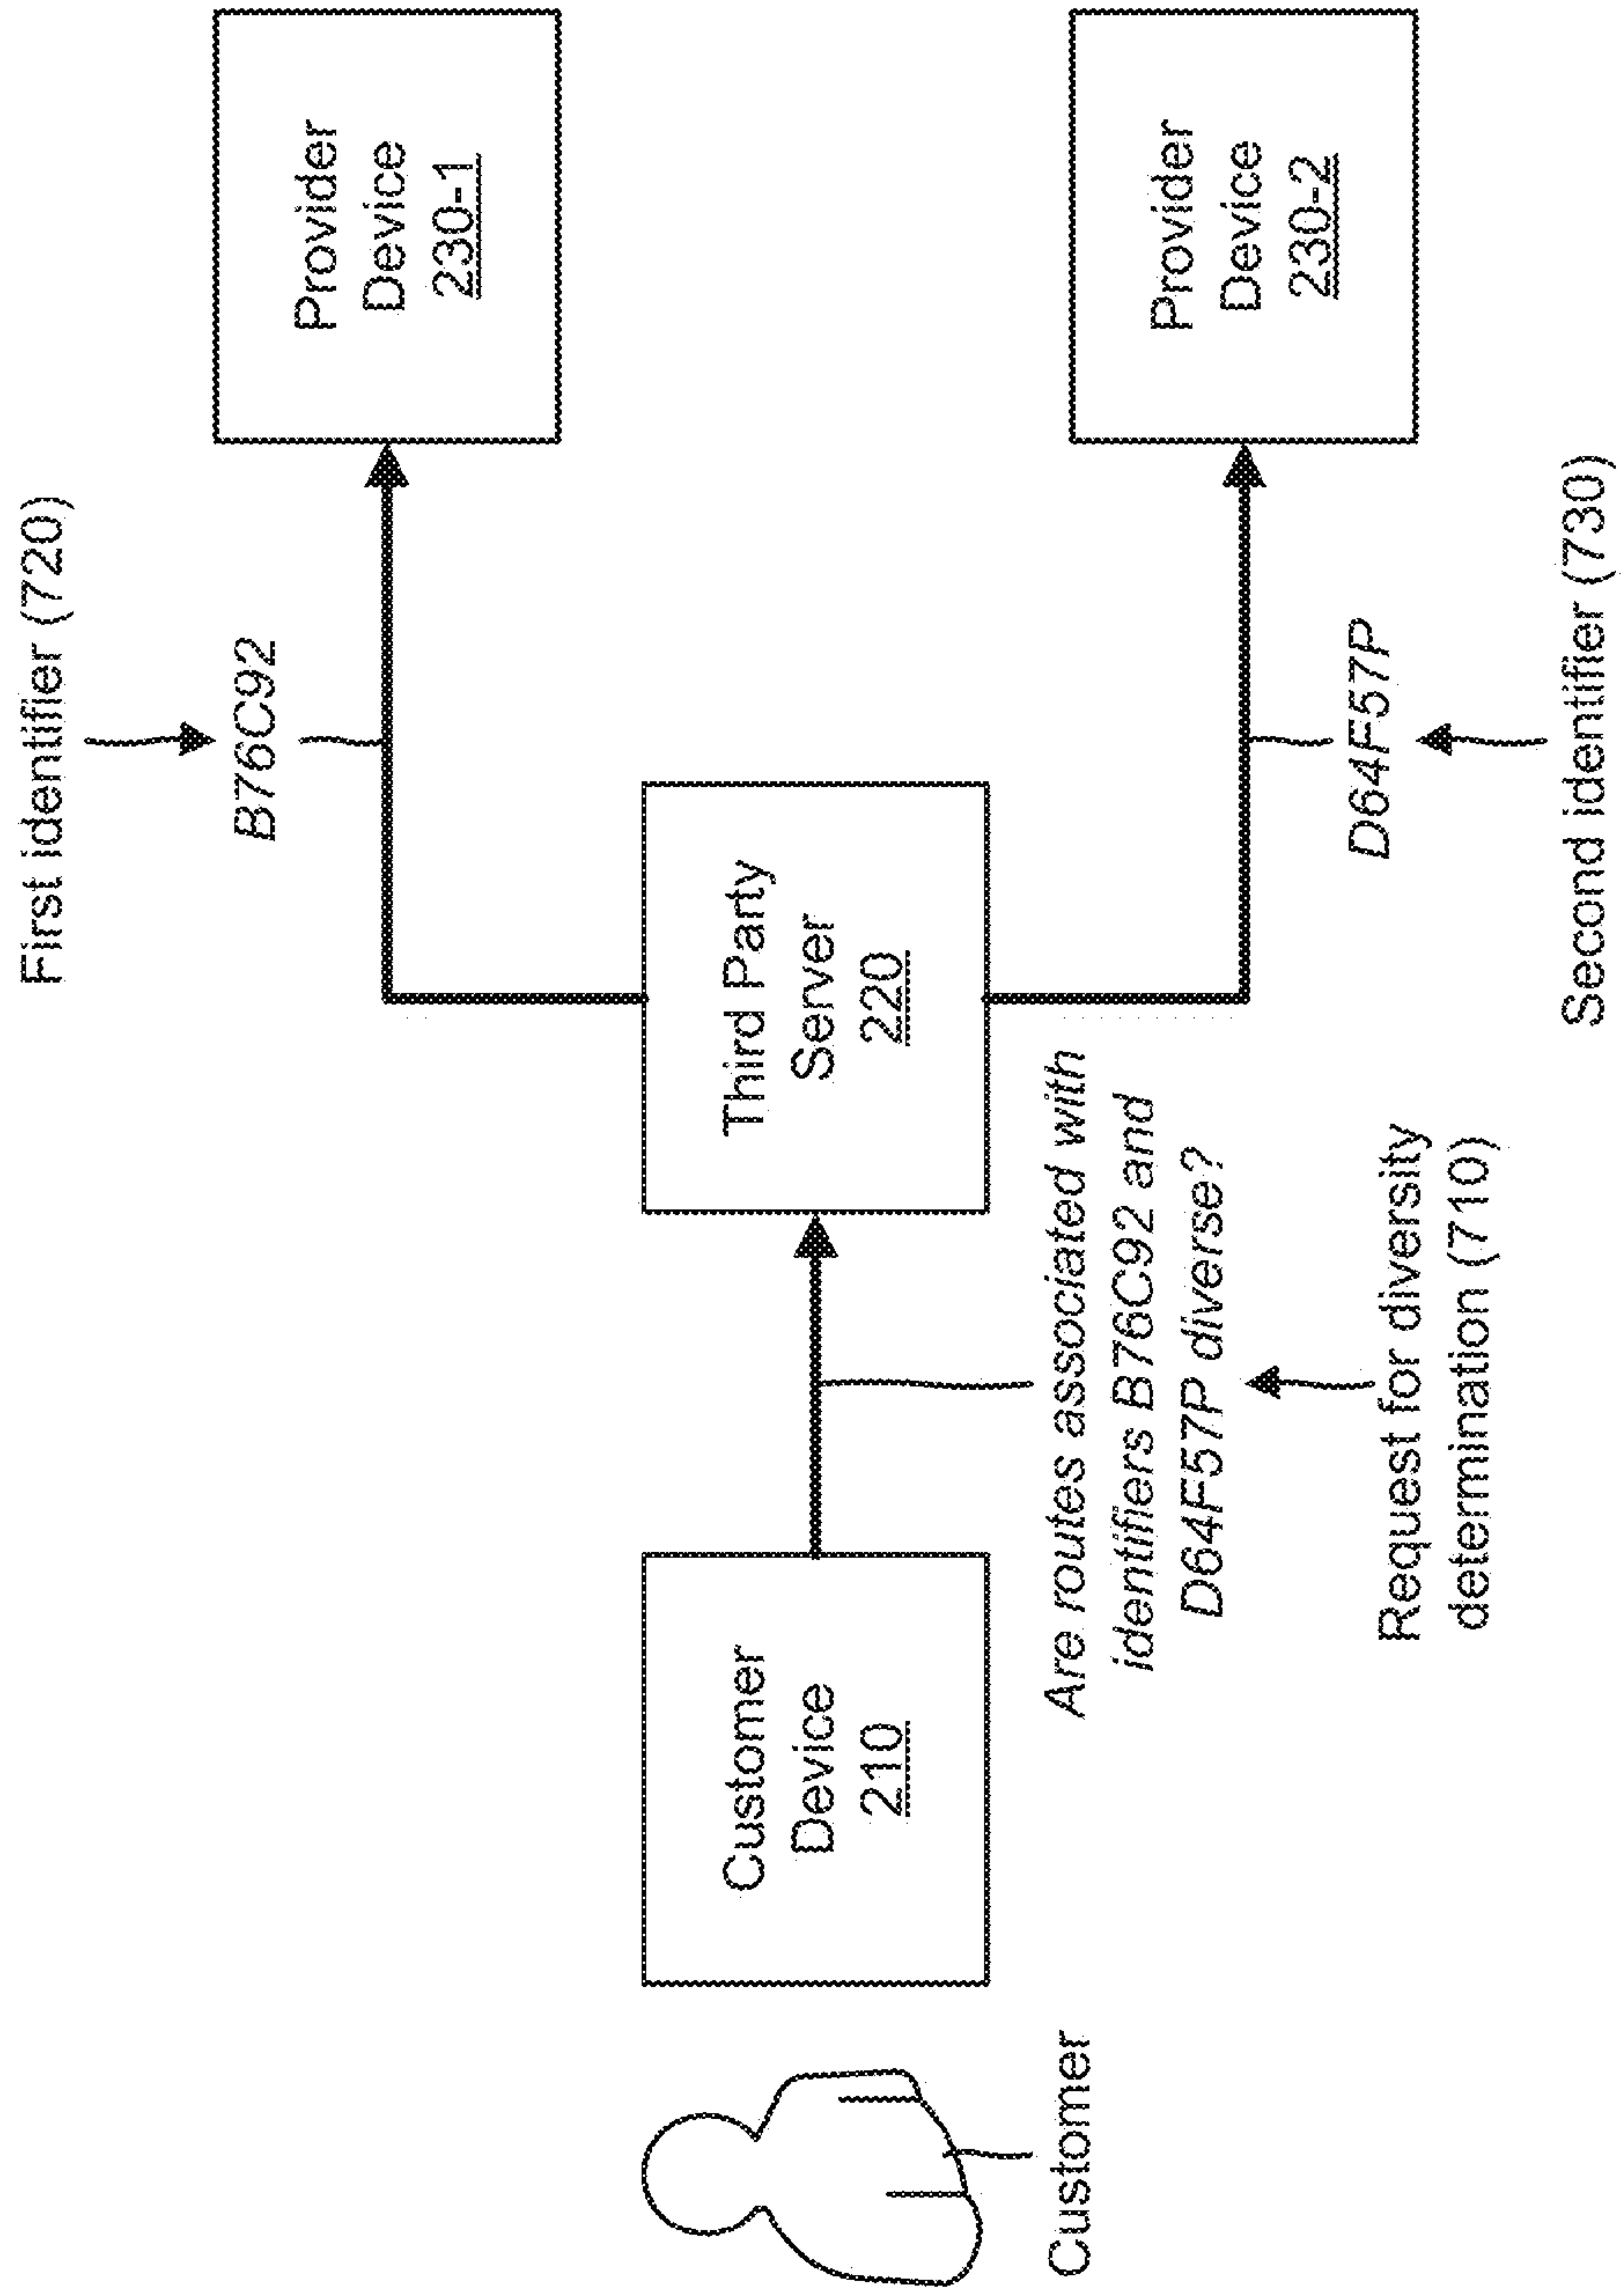 First identifier (720)
B76C92
Provider
Device
230-1
Third Party
Server
220
Customer
Device
210
Customer
Are routes associated with
identifiers B76C92 and
D64F57P diverse?
Request for diversity
determination (710)
Provider
Device
230-2
D64F57P
Second identifier (730)